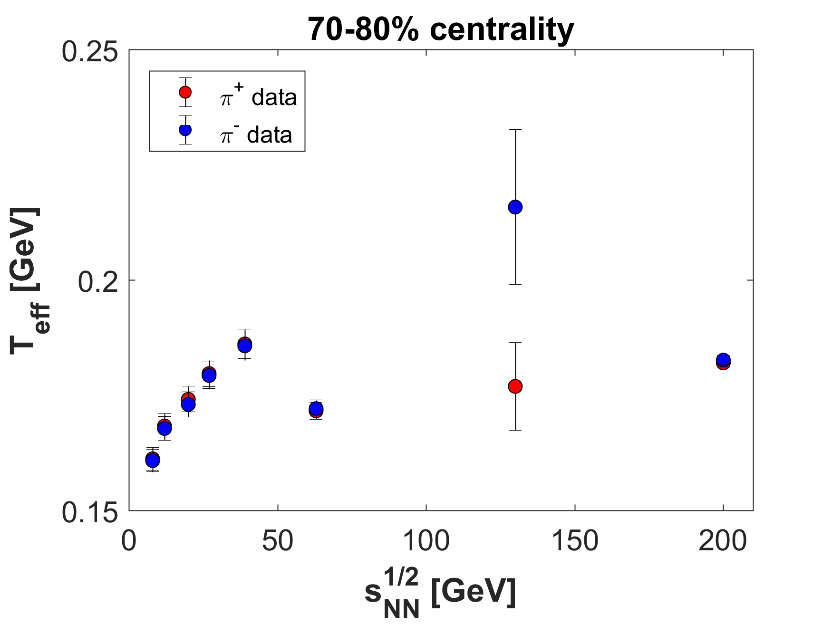 70-80% centrality
0.25
π+ data
π- data
0.2
0.15
T_eff [GeV]
0 50 100 150 200
s_NN^1/2 [GeV]